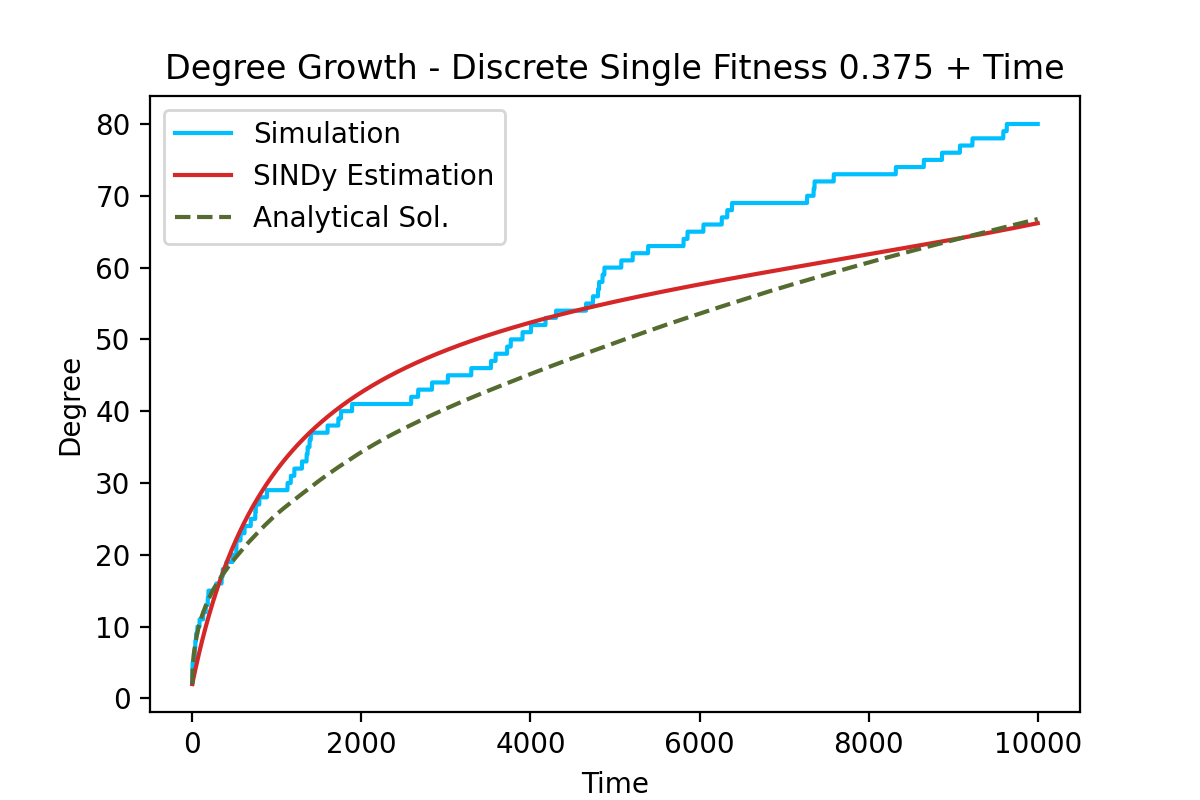 Degree Growth - Discrete Single Fitness 0.375 + Time
Simulation
SINDy Estimation
Analytical Sol.
80
70
60
50
40
30
20
10
0
Degree
0 2000 4000 6000 8000 10000
Time